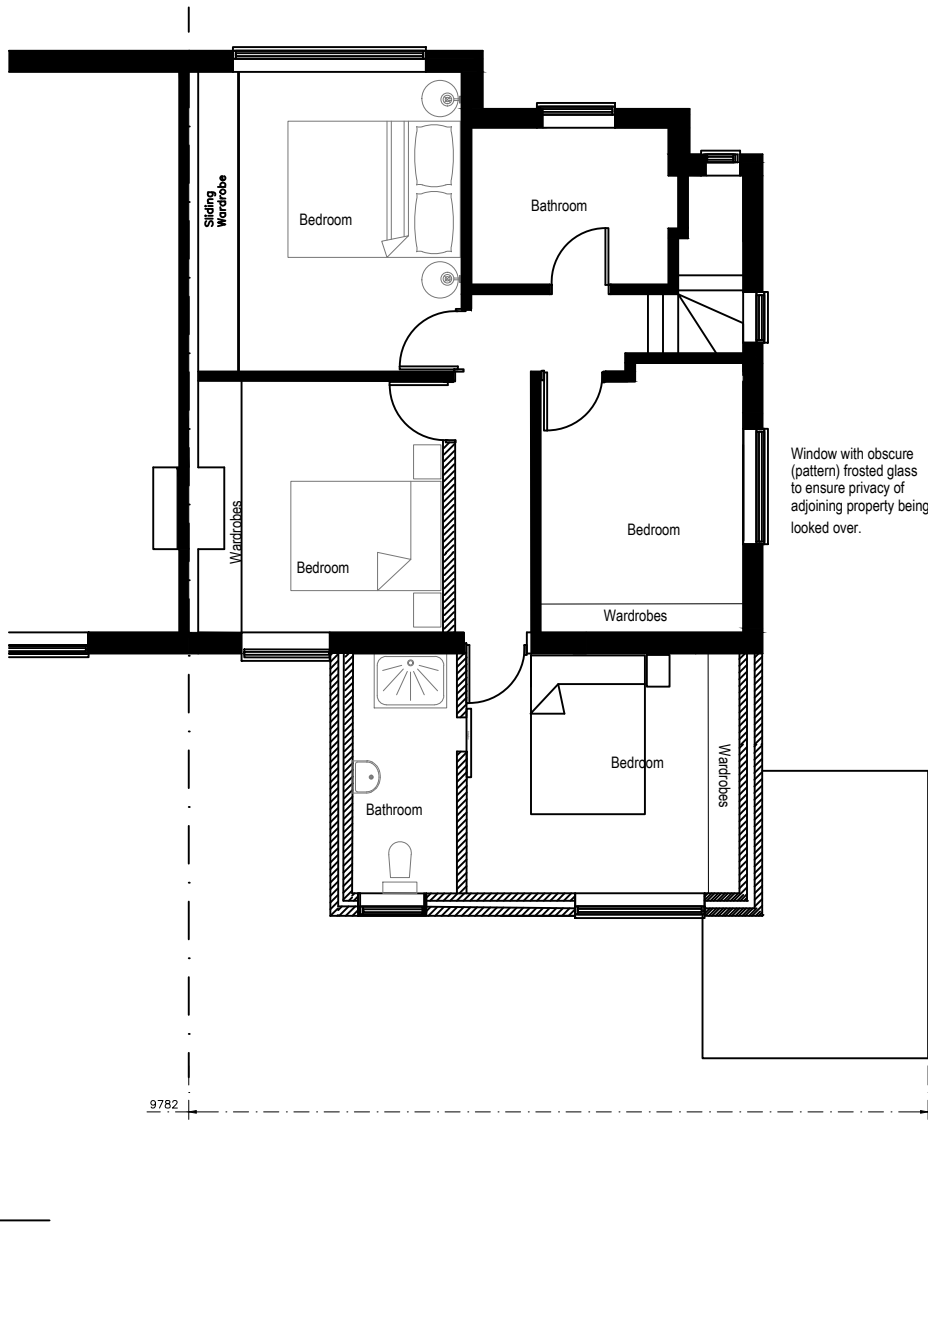 Sliding
Wardrobe
Bedroom
Bathroom
Window with obscure
(pattern) frosted glass
to ensure privacy of
adjoining property being
looked over.
Wardrobes
Bedroom
Bedroom
Wardrobes
Bedroom
Wardrobes
Bathroom
9782